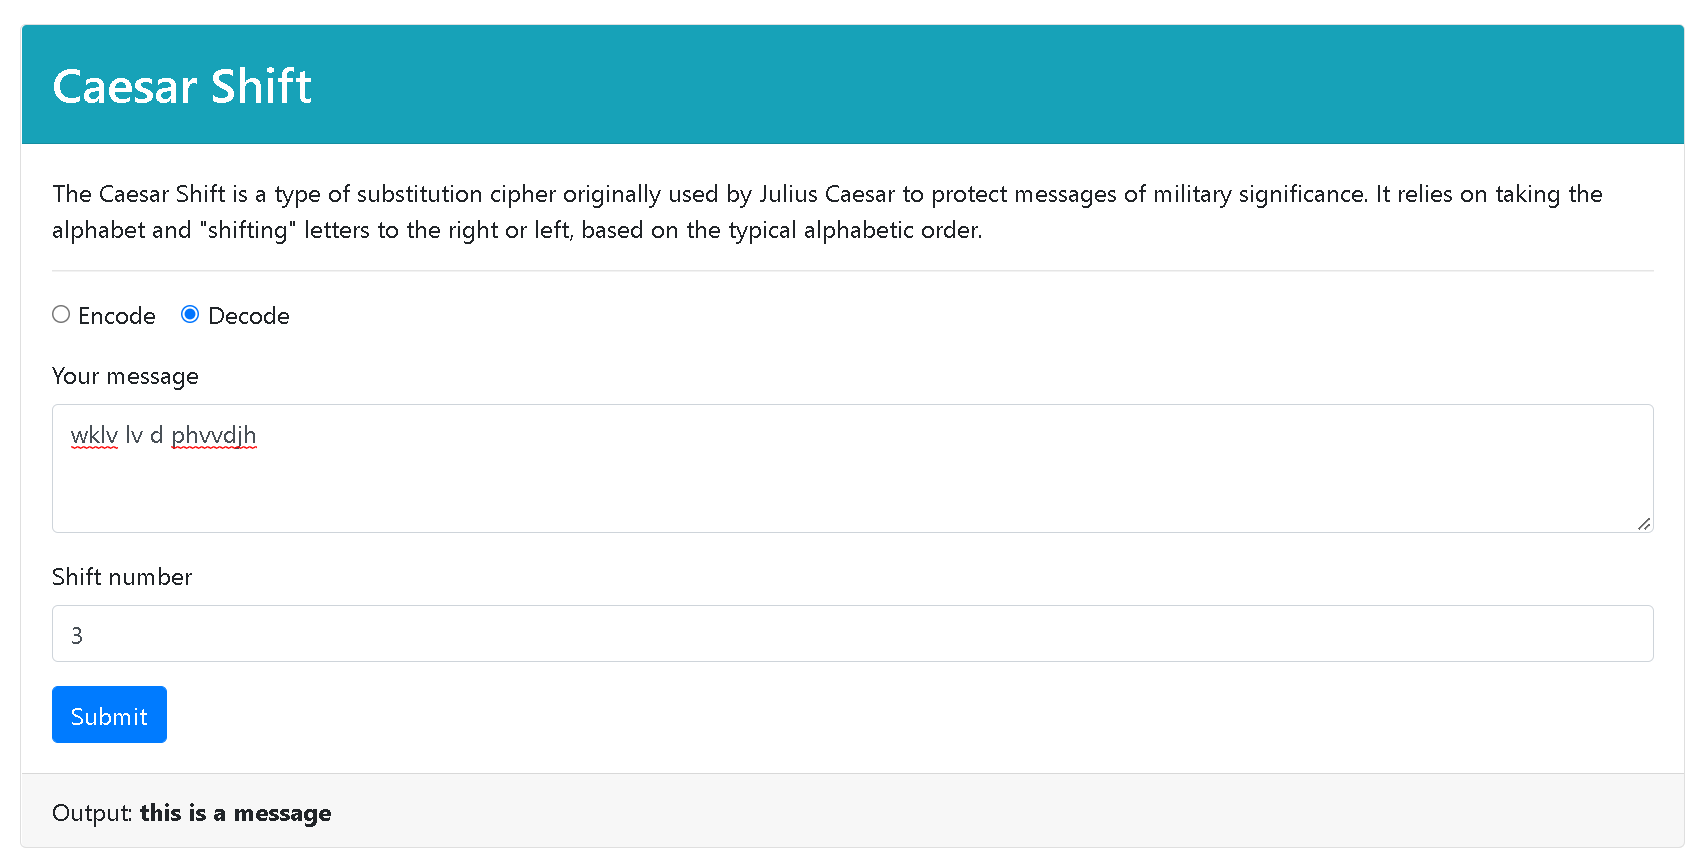 Caesar Shift
The Caesar Shift is a type of substitution cipher originally used by Julius Caesar to protect messages of military significance. It relies on taking the
alphabet and "shifting" letters to the right or left, based on the typical alphabetic order.
Encode Decode
Your message
wklv lv d phvvdjh
Shift number
3
Submit
Output: this is a message